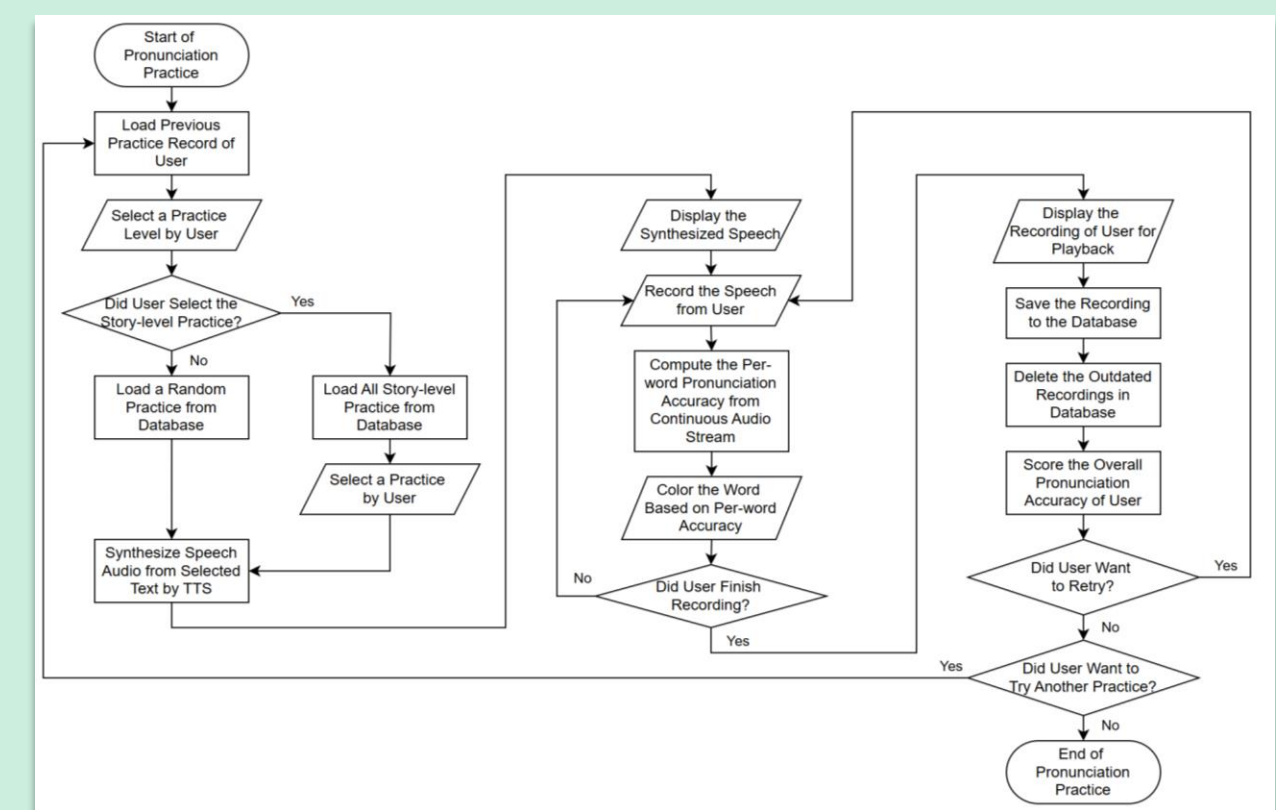 Start of
Pronunciation
Practice
Load Previous
Practice Record of
User
Select a Practice
Level by User
Did User Select the
Story-level Practice?
Yes
No
Load a Random
Practice from
Database
Load All Story-level
Practice from
Database
Select a Practice
by User
Synthesize Speech
Audio from Selected
Text by TTS
Display the
Synthesized Speech
Record the Speech
from User
Compute the Per-
word Pronunciation
Accuracy from
Continuous Audio
Stream
Color the Word
Based on Per-word
Accuracy
Did User Finish
Recording?
No
Yes
Display the
Recording of User for
Playback
Save the Recording
to the Database
Delete the Outdated
Recordings in
Database
Score the Overall
Pronunciation
Accuracy of User
Did User Want
to Retry?
Yes
No
Did User Want to
Try Another Practice?
Yes
No
End of
Pronunciation
Practice